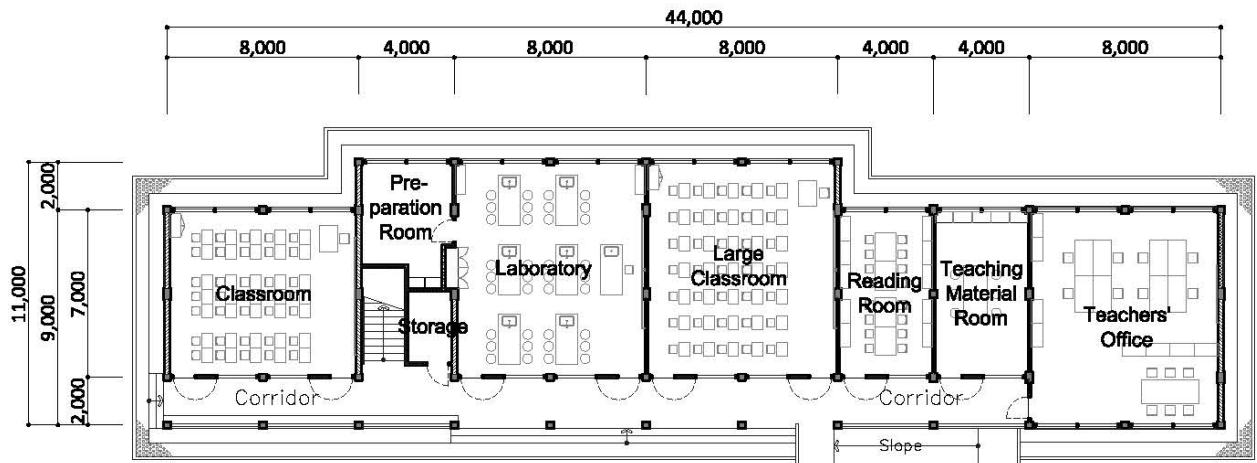 44,000
8,000
4,000
8,000
8,000
4,000
4,000
8,000
11,000
2,000
9,000
7,000
2,000
Pre-
paration
Room
Classroom
Storage
Laboratory
Large
Classroom
Reading
Room
Teaching
Material
Room
Teachers'
Office
Corridor
Corridor
Slope